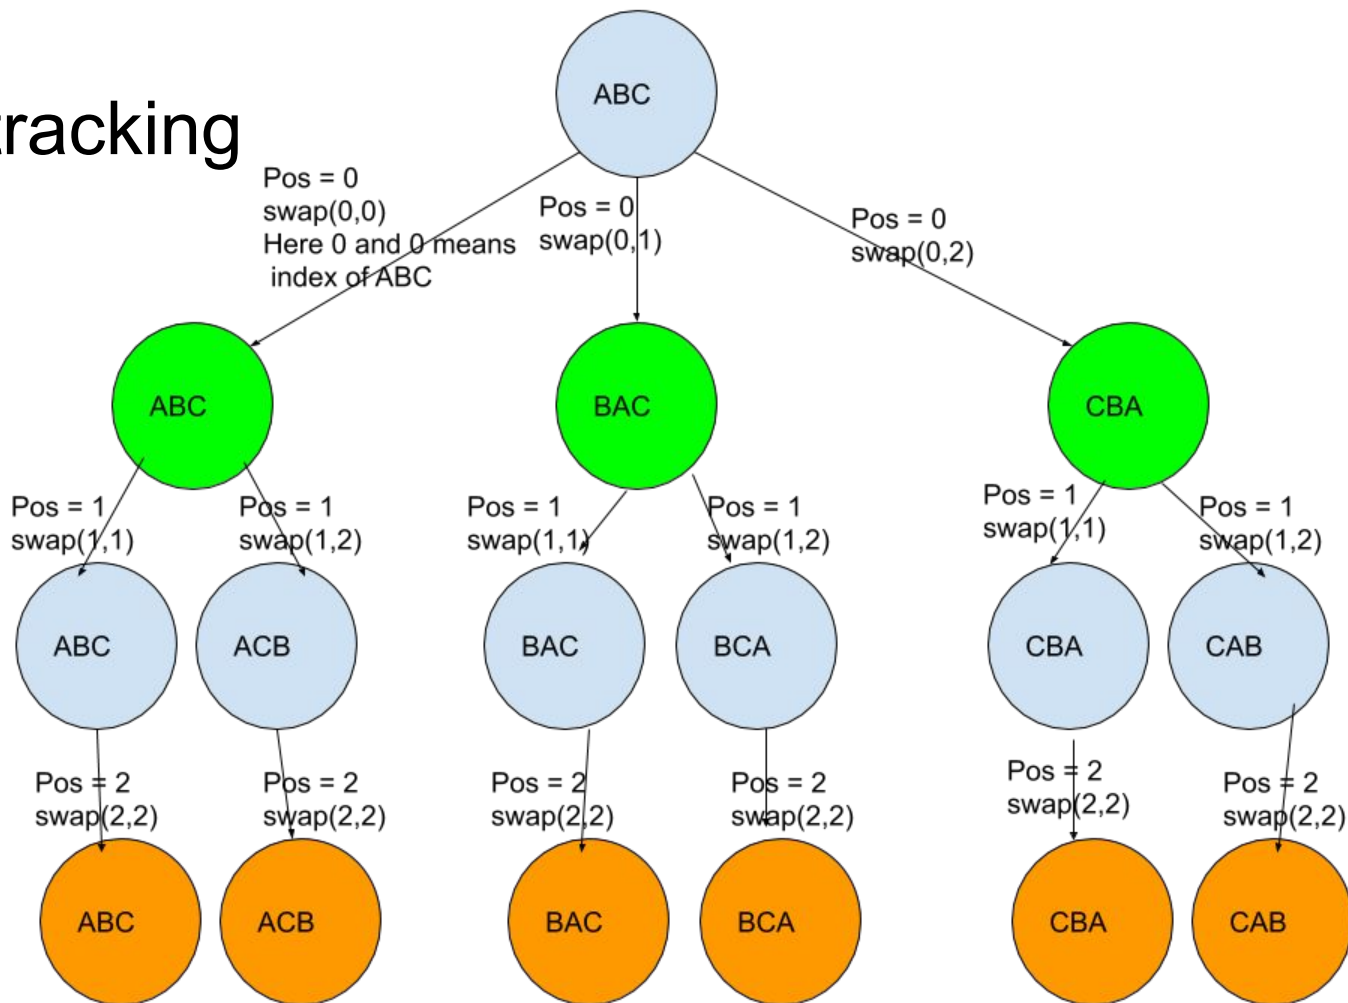 ABC
tracking
Pos = 0
swap(0,0)
Here 0 and 0 means
index of ABC
Pos = 0
swap(0,1)
Pos = 0
swap(0,2)
ABC
BAC
CBA
Pos = 1
swap(1,1)
Pos = 1
swap(1,2)
Pos = 1
swap(1,1)
Pos = 1
swap(1,2)
Pos = 1
swap(1,1)
Pos = 1
swap(1,2)
ABC
ACB
BAC
BCA
CBA
CAB
Pos = 2
swap(2,2)
Pos = 2
swap(2,2)
Pos = 2
swap(2,2)
Pos = 2
swap(2,2)
Pos = 2
swap(2,2)
Pos = 2
swap(2,2)
ABC
ACB
BAC
BCA
CBA
CAB